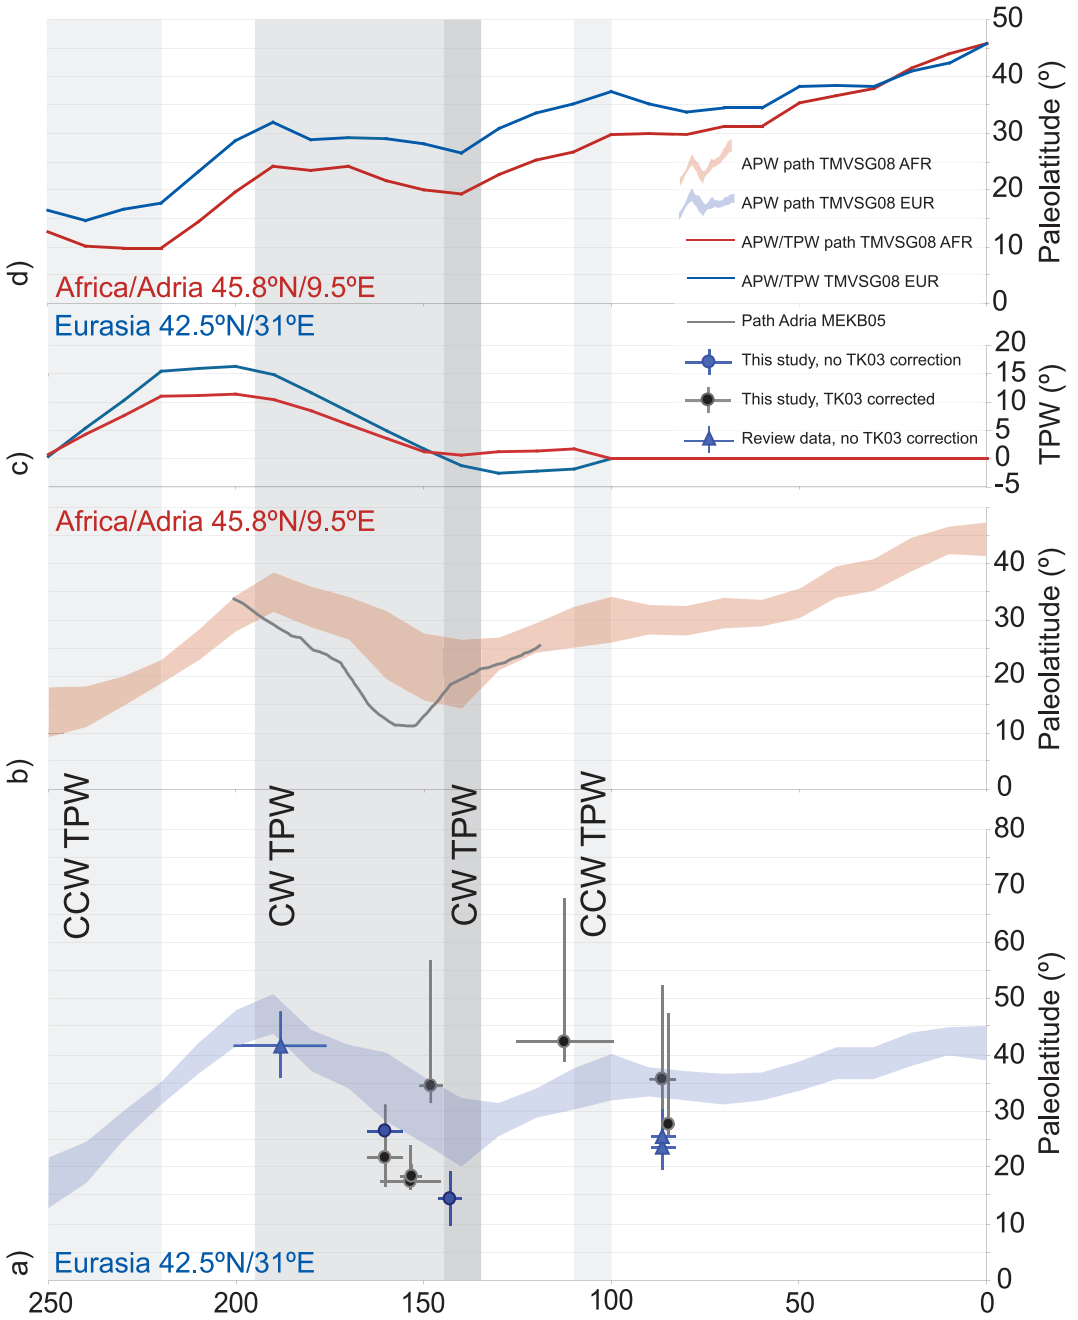 50
40
30
20
10
0
Paleolatitude (º)
d)
Africa/Adria 45.8ºN/9.5ºE
APW path TMVSG08 AFR
APW path TMVSG08 EUR
APW/TPW path TMVSG08 AFR
APW/TPW TMVSG08 EUR
Path Adria MEKB05
This study, no TK03 correction
This study, TK03 corrected
Review data, no TK03 correction
Eurasia 42.5ºN/31ºE
20
15
10
5
0
-5
TPW (º)
c)
Africa/Adria 45.8ºN/9.5ºE
40
30
20
10
0
Paleolatitude (º)
b)
CCW TPW
CW TPW
CW TPW
CCW TPW
80
70
60
50
40
30
20
10
0
Paleolatitude (º)
a)
Eurasia 42.5ºN/31ºE
250
200
150
100
50
0